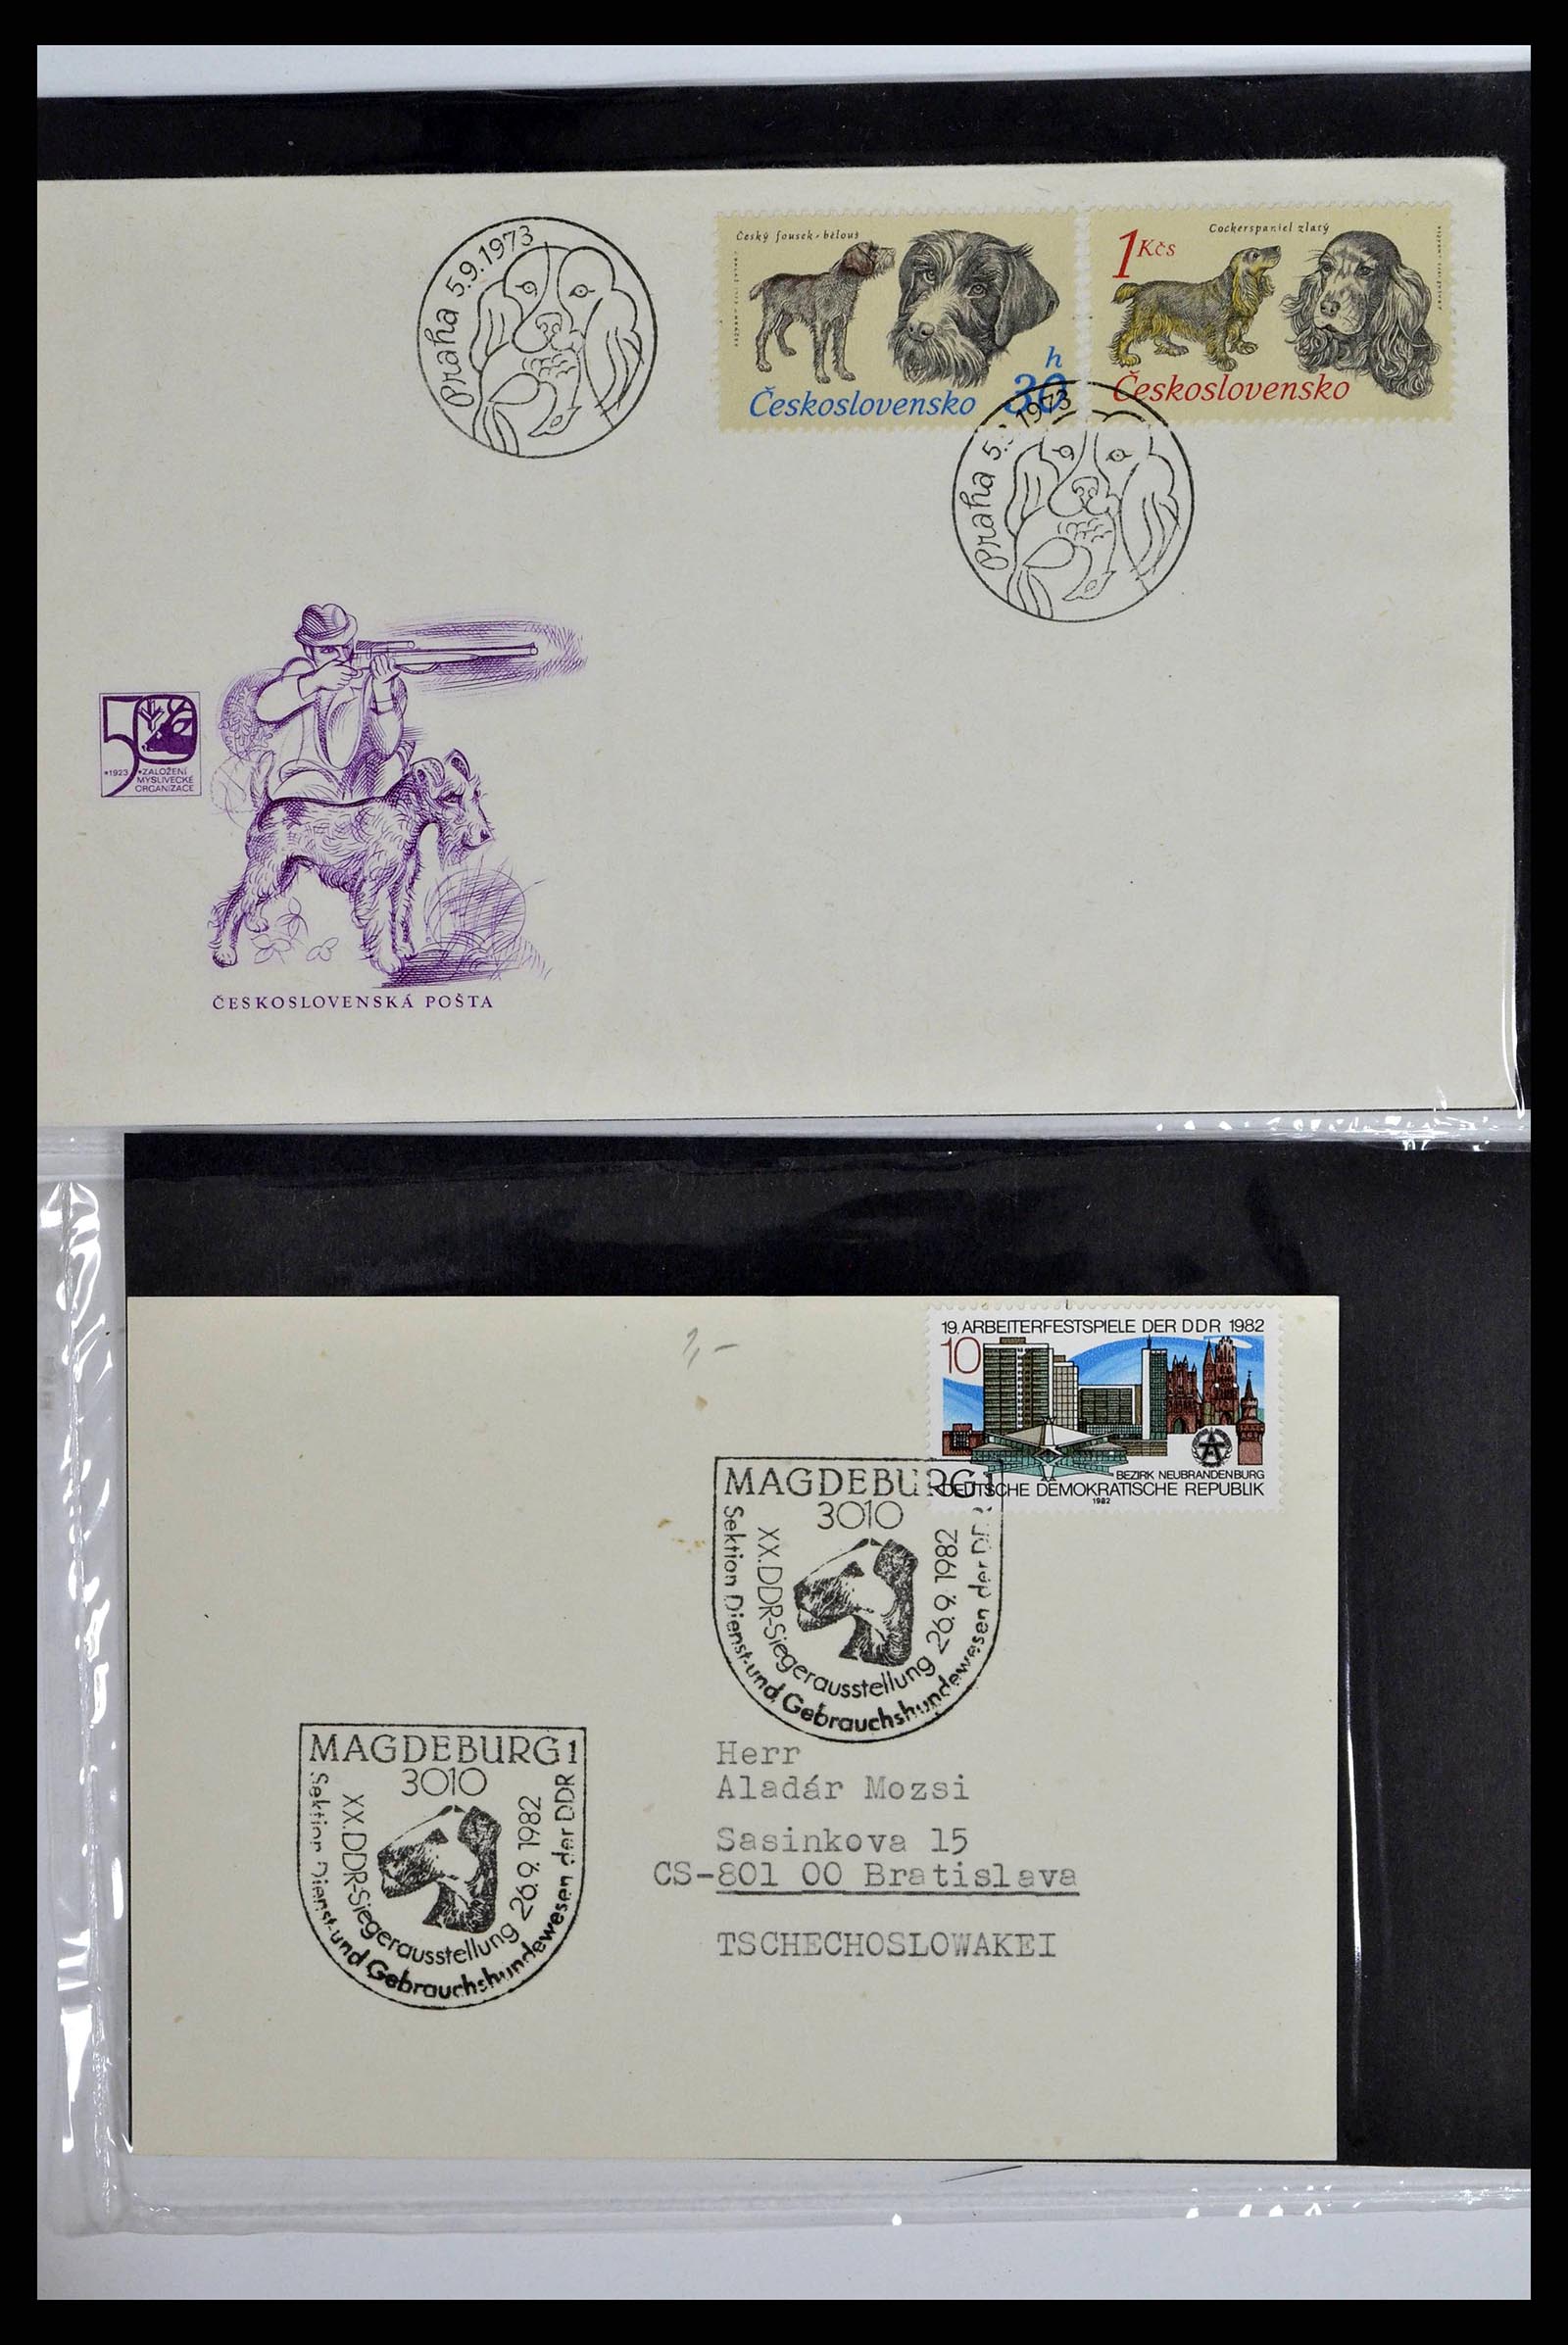 Praha 5.9.1973
Český fousek-bělouš
30 h
Československo
Cockerspaniel zlatý
1 Kčs
Československo
Praha 5.9.1973
50
*1923 *ZALOŽENÍ
MYSLIVECKÉ
ORGANIZACE
ČESKOSLOVENSKÁ POŠTA
19. ARBEITERFESTSPIELE DER DDR 1982
10
BEZIRK NEUBRANDENBURG
DEUTSCHE DEMOKRATISCHE REPUBLIK
1982
MAGDEBURG 1
3010
XX.DDR-Siegerausstellung 26.9.1982
Sektion Dienst-und Gebrauchshundewesen der DDR
Herr
Aladár Mozsi
Sasinkova 15
CS-801 00 Bratislava
TSCHECHOSLOWAKEI
MAGDEBURG 1
3010
XX.DDR-Siegerausstellung 26.9.1982
Sektion Dienst-und Gebrauchshundewesen der DDR